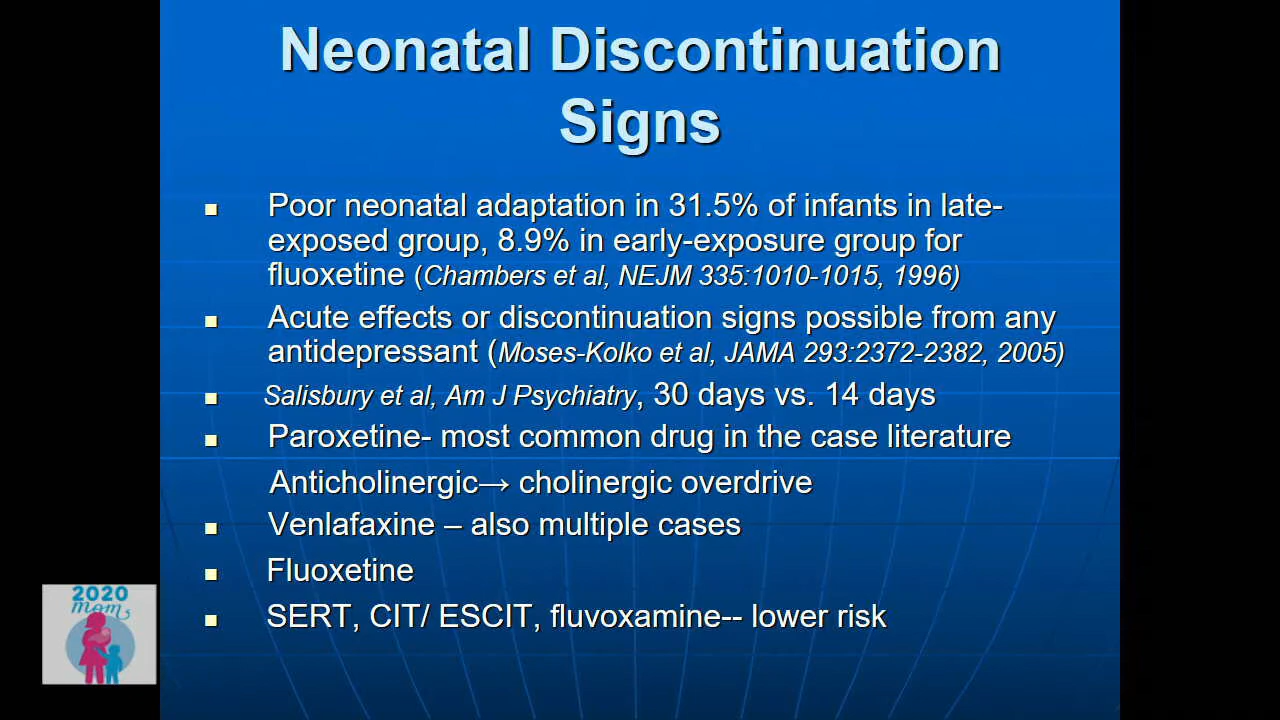 Neonatal Discontinuation
Signs
Poor neonatal adaptation in 31.5% of infants in late-
exposed group, 8.9% in early-exposure group for
fluoxetine (Chambers et al, NEJM 335:1010-1015, 1996)
Acute effects or discontinuation signs possible from any
antidepressant (Moses-Kolko et al, JAMA 293:2372-2382, 2005)
Salisbury et al, Am J Psychiatry, 30 days vs. 14 days
Paroxetine- most common drug in the case literature
Anticholinergic→ cholinergic overdrive
Venlafaxine – also multiple cases
Fluoxetine
SERT, CIT/ ESCIT, fluvoxamine-- lower risk
2020
mom